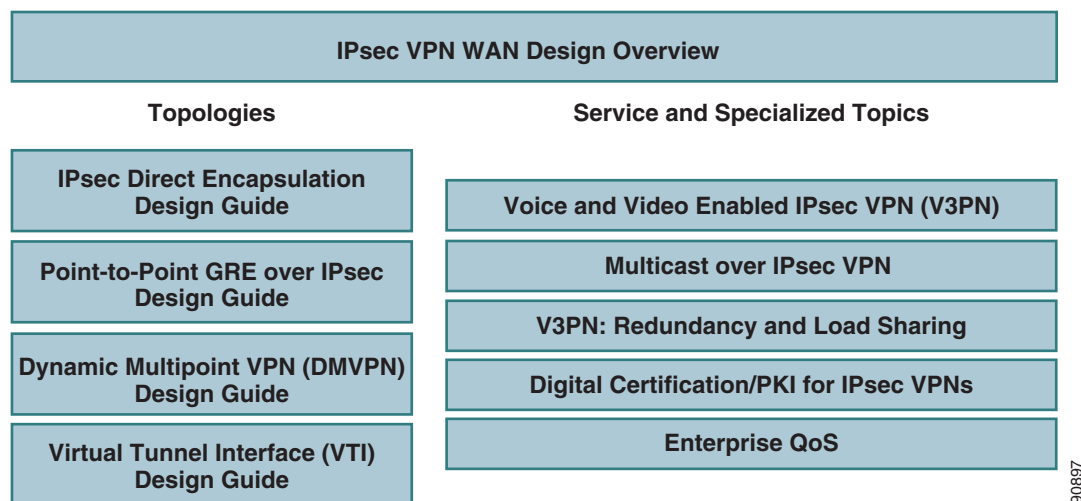 IPsec VPN WAN Design Overview
Topologies
IPsec Direct Encapsulation
Design Guide
Point-to-Point GRE over IPsec
Design Guide
Dynamic Multipoint VPN (DMVPN)
Design Guide
Virtual Tunnel Interface (VTI)
Design Guide
Service and Specialized Topics
Voice and Video Enabled IPsec VPN (V3PN)
Multicast over IPsec VPN
V3PN: Redundancy and Load Sharing
Digital Certification/PKI for IPsec VPNs
Enterprise QoS